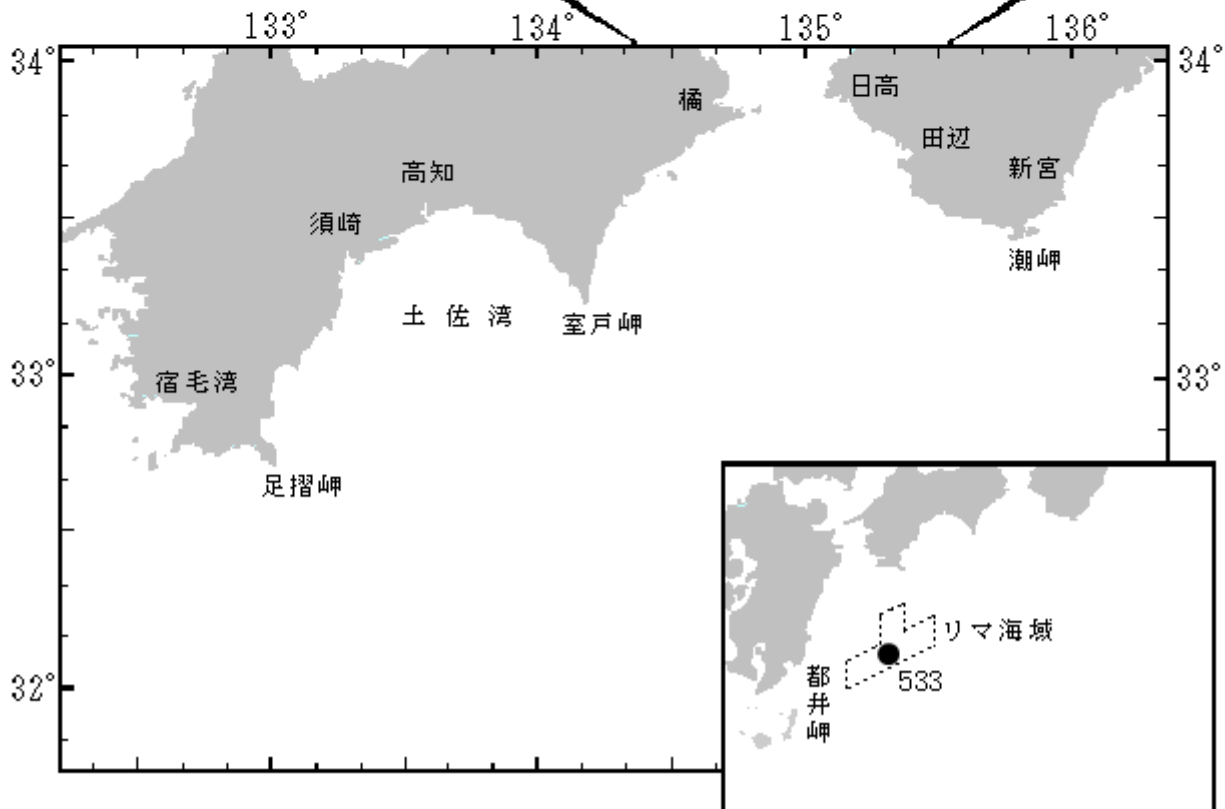 133° 134° 135° 136°
34° 34°
橘 日高
田辺
高知 新宮
須崎
潮岬
土佐湾 室戸岬
33° 33°
宿毛湾
足摺岬
リマ海域
533
都井岬
32°